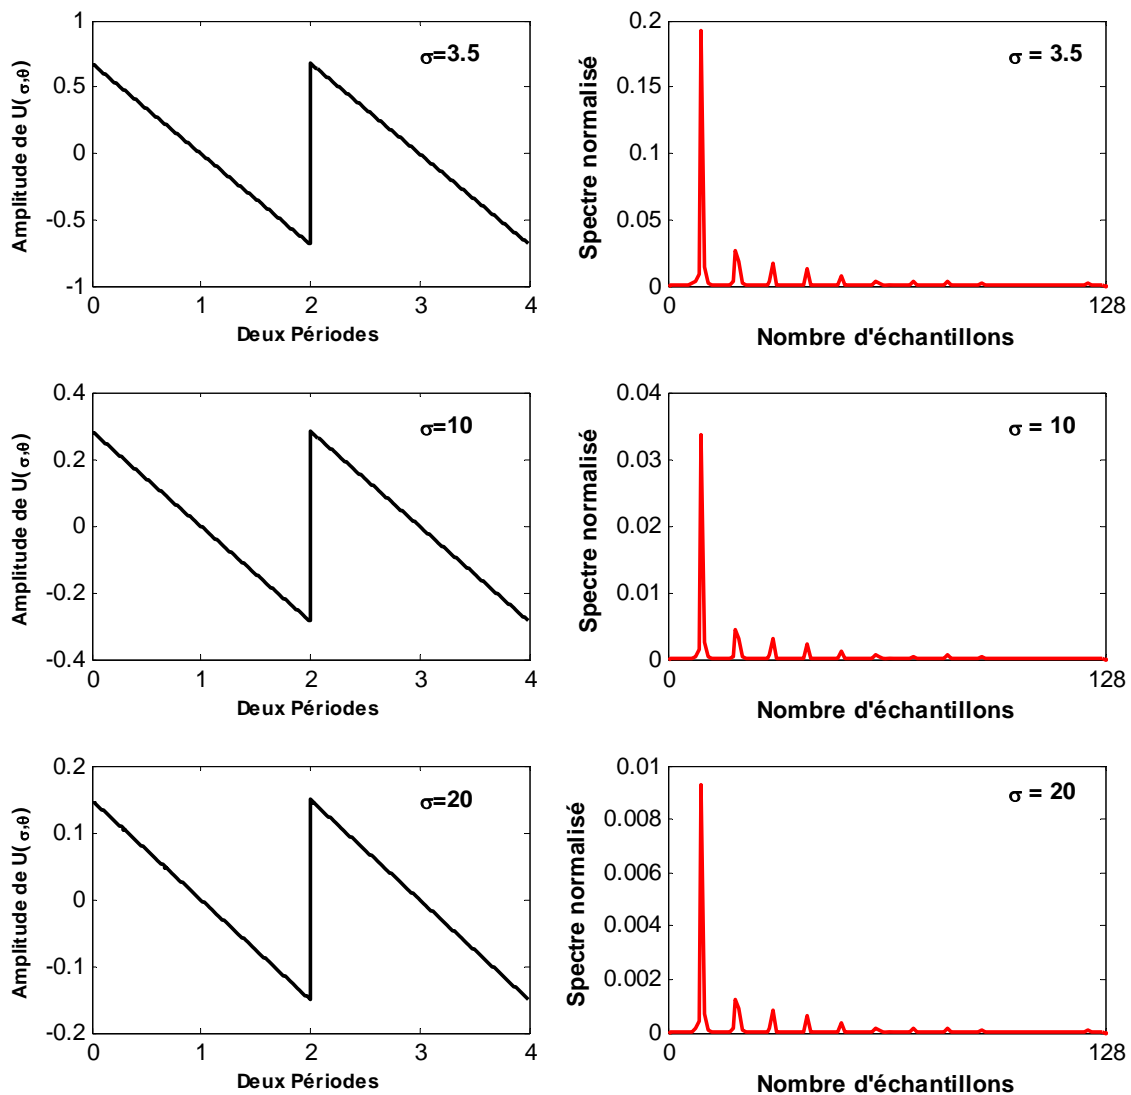 1
0.5
0
-0.5
-1
Amplitude de U( σ,θ)
σ=3.5
0 1 2 3 4
Deux Périodes
0.2
0.15
0.1
0.05
0
Spectre normalisé
σ = 3.5
0 128
Nombre d'échantillons
0.4
0.2
0
-0.2
-0.4
Amplitude de U( σ,θ)
σ=10
0 1 2 3 4
Deux Périodes
0.04
0.03
0.02
0.01
0
Spectre normalisé
σ = 10
0 128
Nombre d'échantillons
0.2
0.1
0
-0.1
-0.2
Amplitude de U( σ,θ)
σ=20
0 1 2 3 4
Deux Périodes
0.01
0.008
0.006
0.004
0.002
0
Spectre normalisé
σ = 20
0 128
Nombre d'échantillons